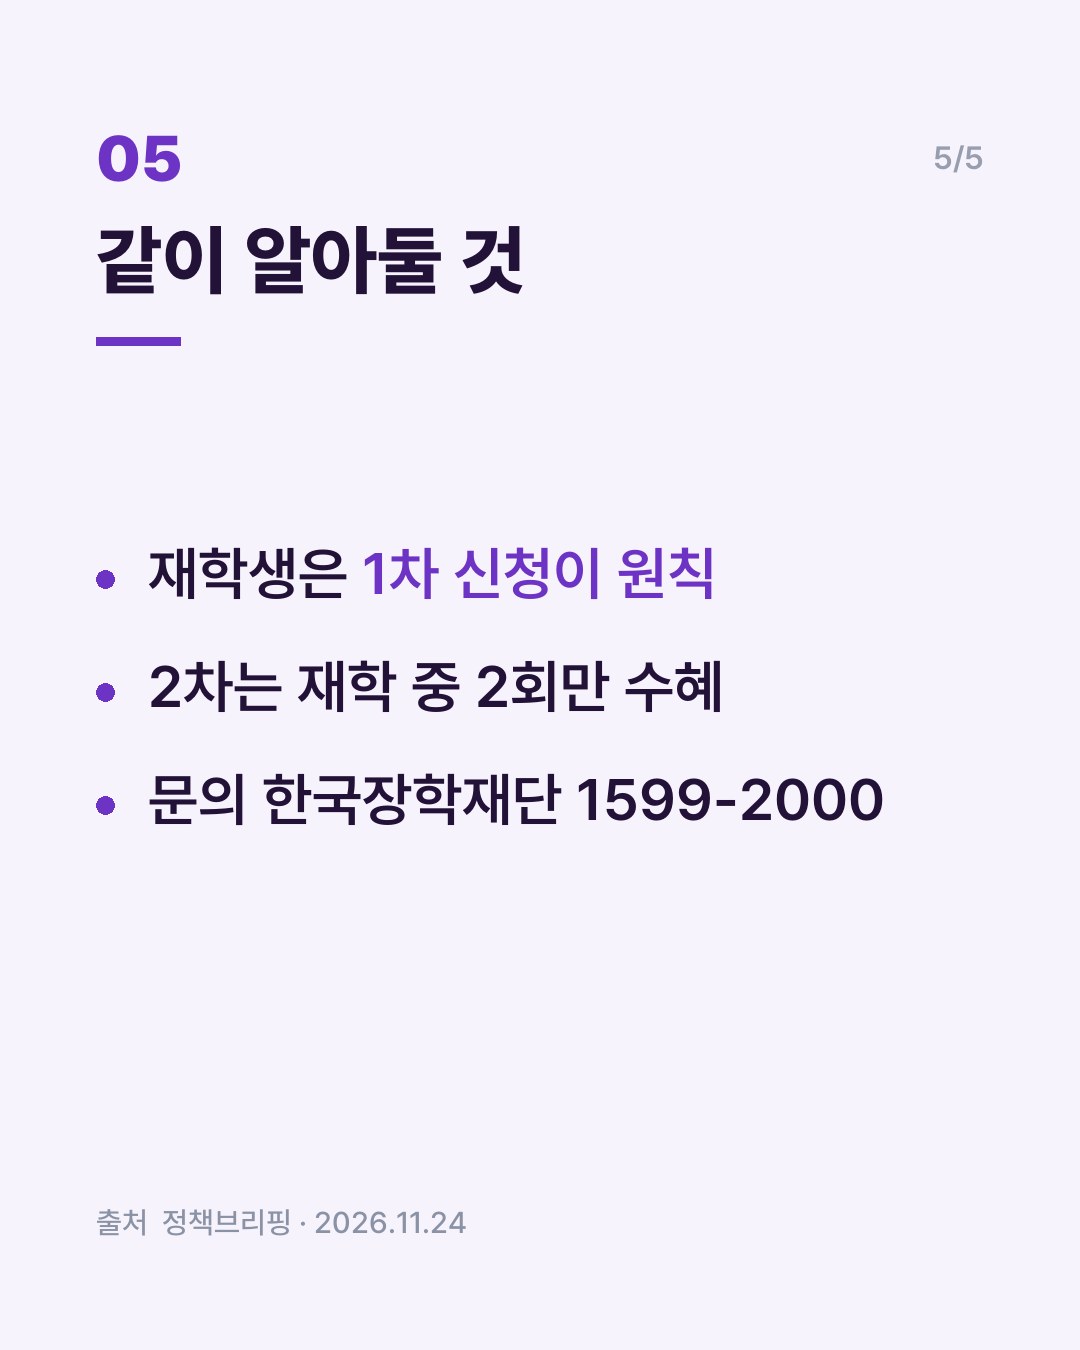 05
5/5
같이 알아둘 것
재학생은 1차 신청이 원칙
2차는 재학 중 2회만 수혜
문의 한국장학재단 1599-2000
출처 정책브리핑 · 2026.11.24